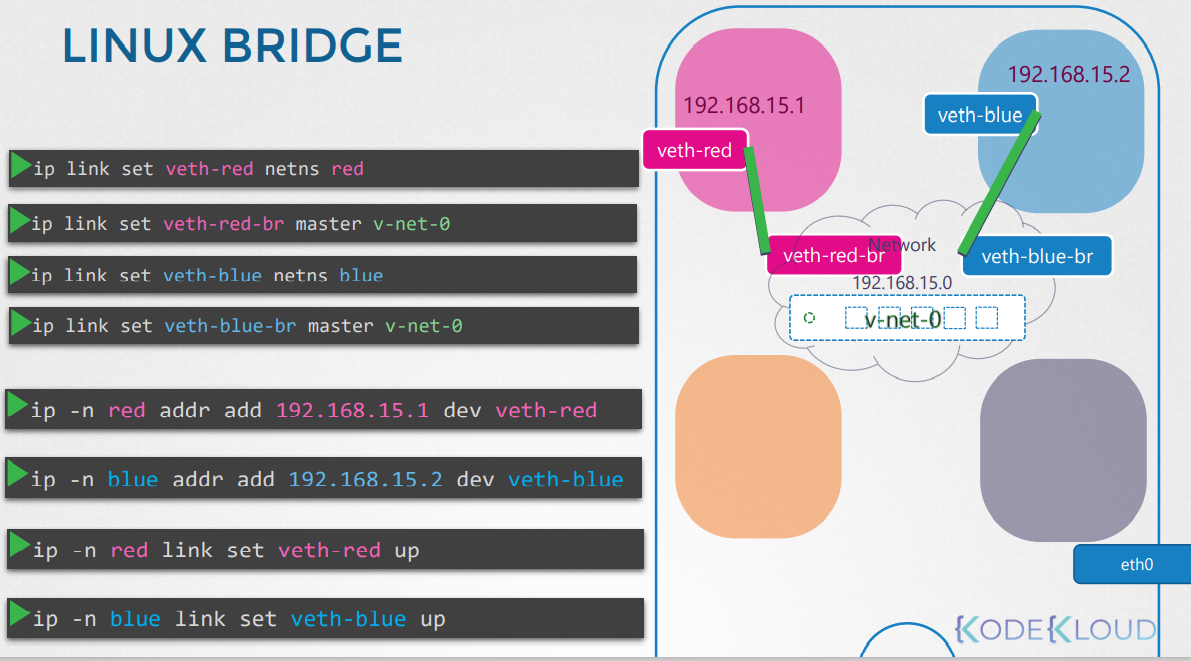 LINUX BRIDGE
ip link set veth-red netns red
ip link set veth-red-br master v-net-0
ip link set veth-blue netns blue
ip link set veth-blue-br master v-net-0
ip -n red addr add 192.168.15.1 dev veth-red
ip -n blue addr add 192.168.15.2 dev veth-blue
ip -n red link set veth-red up
ip -n blue link set veth-blue up
192.168.15.1
192.168.15.2
veth-red
veth-blue
Network
veth-red-br
veth-blue-br
192.168.15.0
v-net-0
eth0
KODEKLOUD